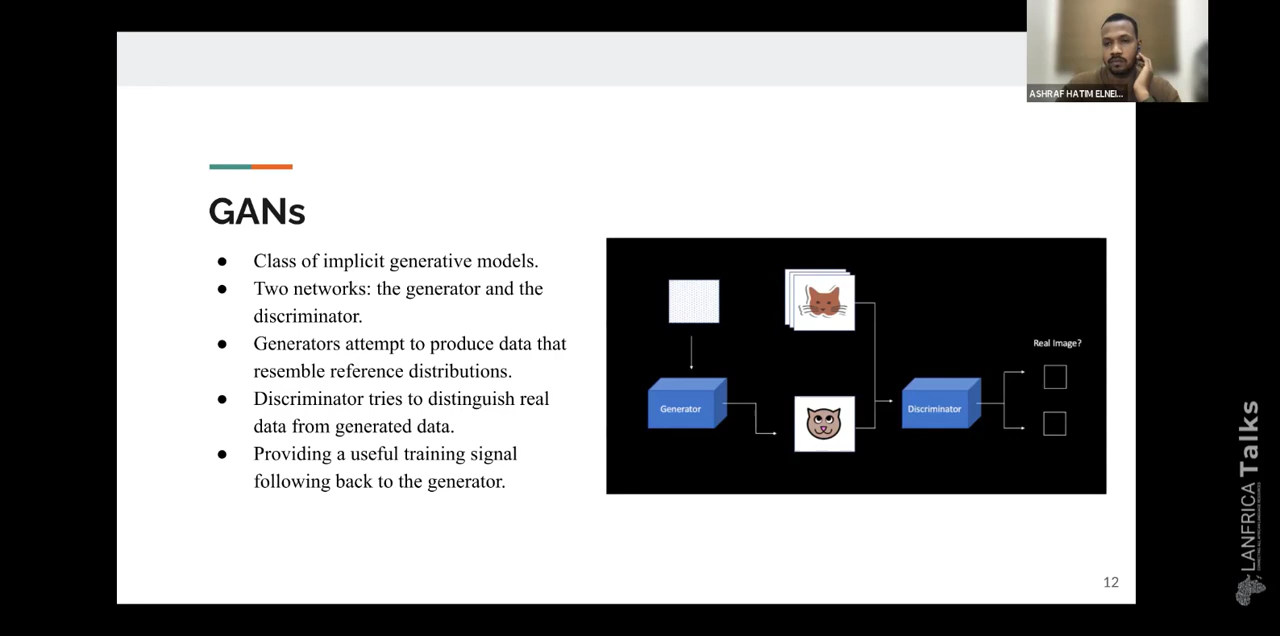 ASHRAF HATIM ELNEI...
GANs
● Class of implicit generative models.
● Two networks: the generator and the
discriminator.
● Generators attempt to produce data that
resemble reference distributions.
● Discriminator tries to distinguish real
data from generated data.
● Providing a useful training signal
following back to the generator.
Real Image?
Generator
Discriminator
12
LANFRICA Talks